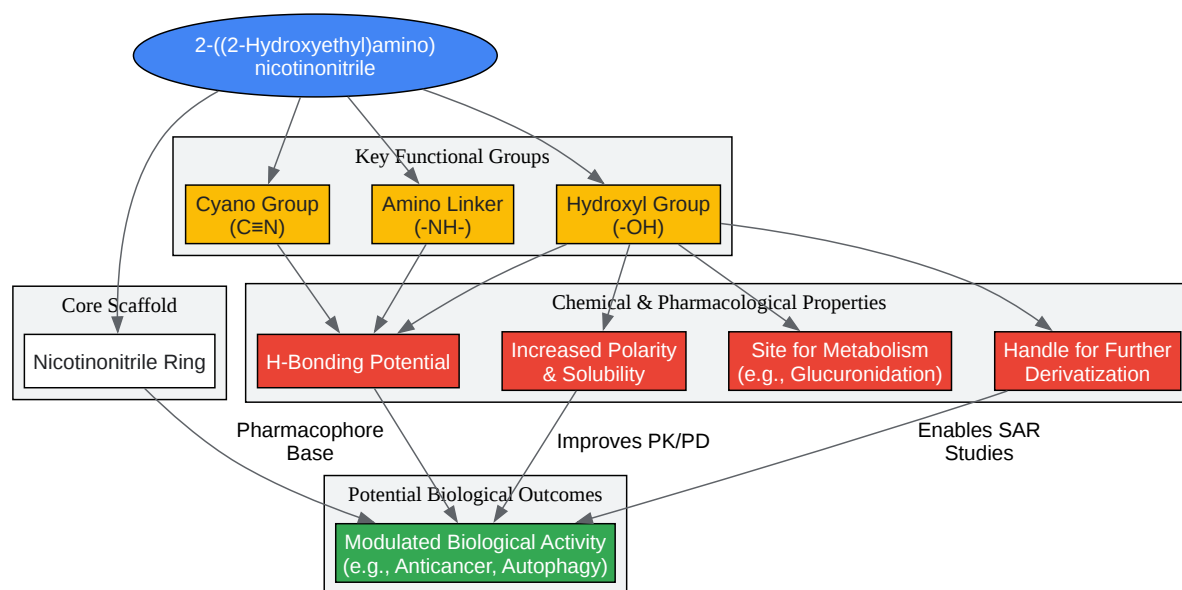 2-((2-Hydroxyethyl)amino)
nicotinonitrile
Key Functional Groups
Cyano Group
(C≡N)
Amino Linker
(-NH-)
Hydroxyl Group
(-OH)
Core Scaffold
Nicotinonitrile Ring
Chemical & Pharmacological Properties
H-Bonding Potential
Increased Polarity
& Solubility
Site for Metabolism
(e.g., Glucuronidation)
Handle for Further
Derivatization
Pharmacophore
Base
Improves PK/PD
Enables SAR
Studies
Potential Biological Outcomes
Modulated Biological Activity
(e.g., Anticancer, Autophagy)